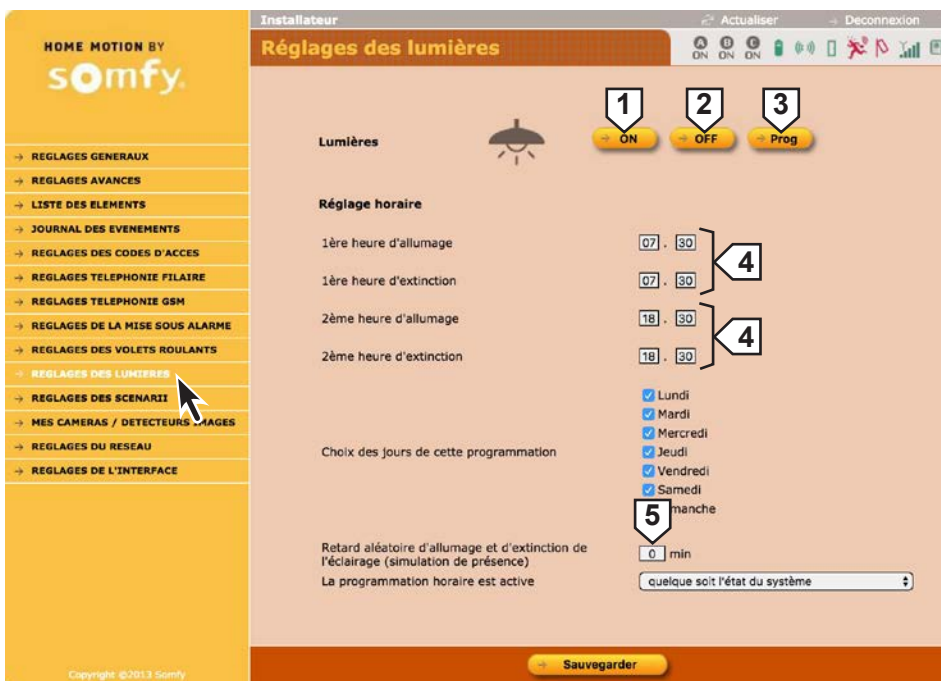 Installateur
Actualiser
Deconnexion
HOME MOTION BY
somfy.
Réglages des lumières
A
ON
B
ON
C
ON
→ REGLAGES GENERAUX
→ REGLAGES AVANCES
→ LISTE DES ELEMENTS
→ JOURNAL DES EVENEMENTS
→ REGLAGES DES CODES D'ACCES
→ REGLAGES TELEPHONIE FILAIRE
→ REGLAGES TELEPHONIE GSM
→ REGLAGES DE LA MISE SOUS ALARME
→ REGLAGES DES VOLETS ROULANTS
→ REGLAGES DES LUMIERES
→ REGLAGES DES SCENARII
→ MES CAMERAS / DETECTEURS IMAGES
→ REGLAGES DU RESEAU
→ REGLAGES DE L'INTERFACE
Copyright ©2013 Somfy
1
2
3
Lumières
ON
OFF
Prog
Réglage horaire
1ère heure d'allumage 07 . 30
1ère heure d'extinction 07 . 30
4
2ème heure d'allumage 18 . 30
2ème heure d'extinction 18 . 30
4
Choix des jours de cette programmation
Lundi
Mardi
Mercredi
Jeudi
Vendredi
Samedi
manche
5
Retard aléatoire d'allumage et d'extinction de
l'éclairage (simulation de présence)
0 min
La programmation horaire est active
quelque soit l'état du système
Sauvegarder